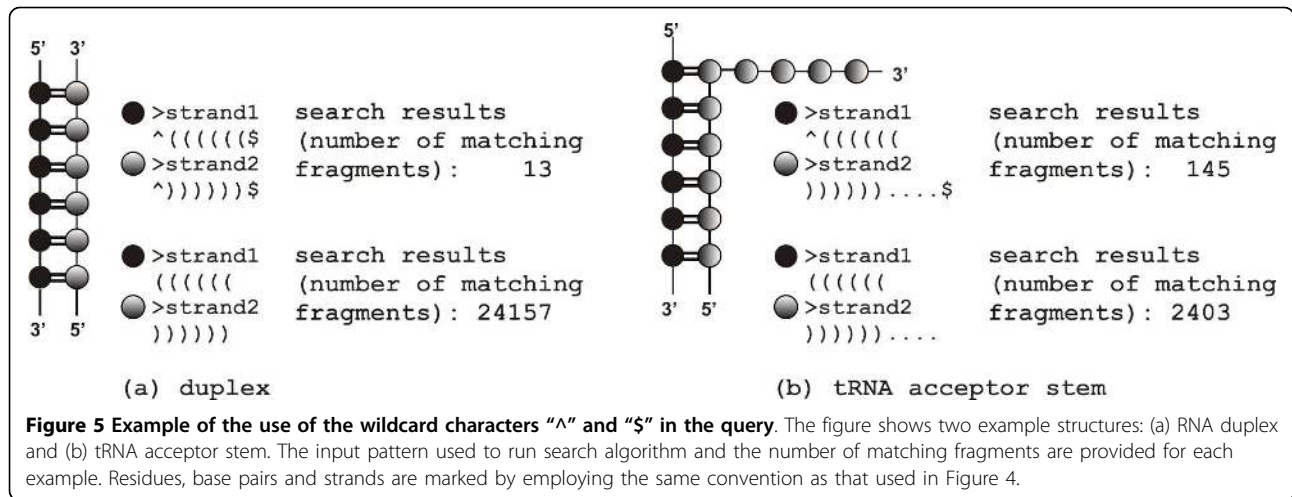 5’ 3’
>strand1
^(((((($
>strand2
^))))))$
search results
(number of matching
fragments): 13
>strand1
((((((
>strand2
))))))
search results
(number of matching
fragments): 24157
3’ 5’
(a) duplex
5’
3’
>strand1
^((((((
>strand2
))))))....$
search results
(number of matching
fragments): 145
>strand1
((((((
>strand2
))))))....
search results
(number of matching
fragments): 2403
3’ 5’
(b) tRNA acceptor stem
Figure 5 Example of the use of the wildcard characters “^” and “$” in the query. The figure shows two example structures: (a) RNA duplex
and (b) tRNA acceptor stem. The input pattern used to run search algorithm and the number of matching fragments are provided for each
example. Residues, base pairs and strands are marked by employing the same convention as that used in Figure 4.